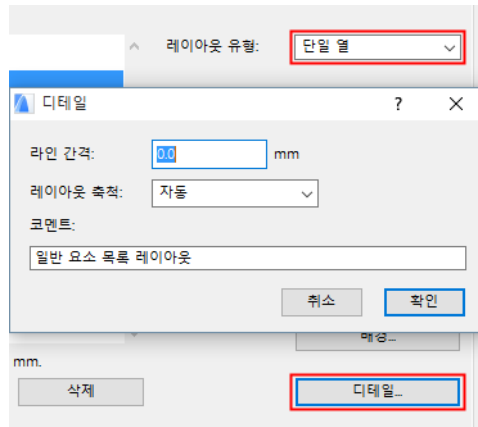 레이아웃 유형: 단일 열
디테일 ?
라인 간격: 0.0 mm
레이아웃 축척: 자동
코멘트:
일반 요소 목록 레이아웃
취소 확인
mm.
삭제 디테일...